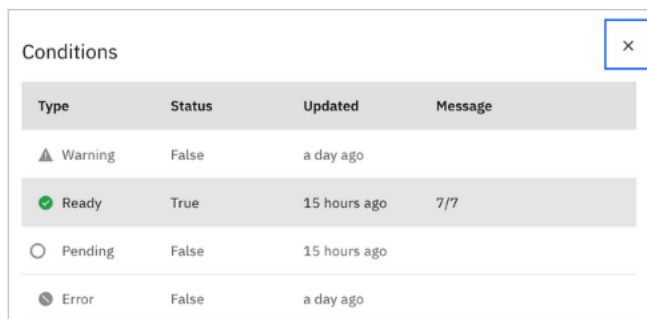 Conditions
Type Status Updated Message
Warning False a day ago
Ready True 15 hours ago 7/7
Pending False 15 hours ago
Error False a day ago